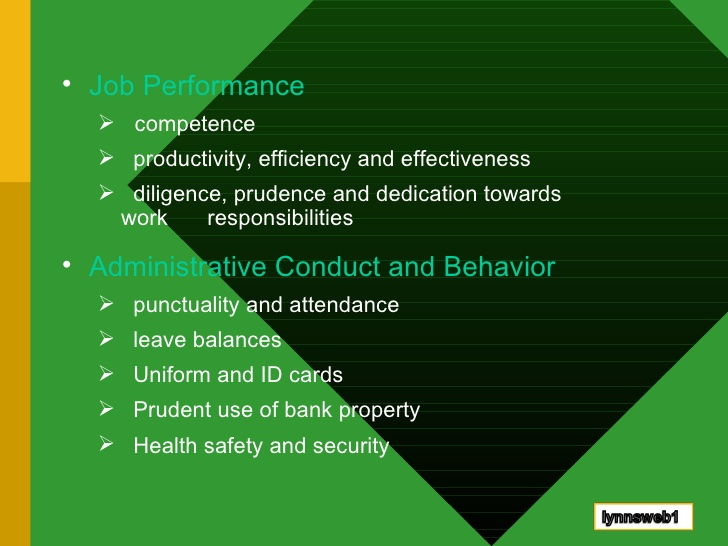 • Job Performance
➢ competence
➢ productivity, efficiency and effectiveness
➢ diligence, prudence and dedication towards
work responsibilities
• Administrative Conduct and Behavior
➢ punctuality and attendance
➢ leave balances
➢ Uniform and ID cards
➢ Prudent use of bank property
➢ Health safety and security
lynnsweb1